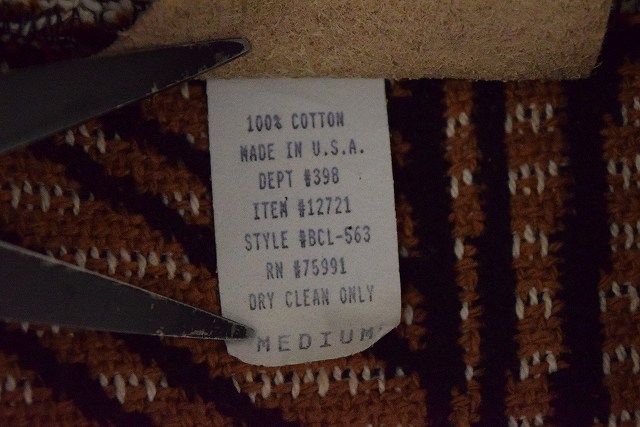 100% COTTON
MADE IN U.S.A.
DEPT #398
ITEM #12721
STYLE #BCL-563
RN #75991
DRY CLEAN ONLY
MEDIUM